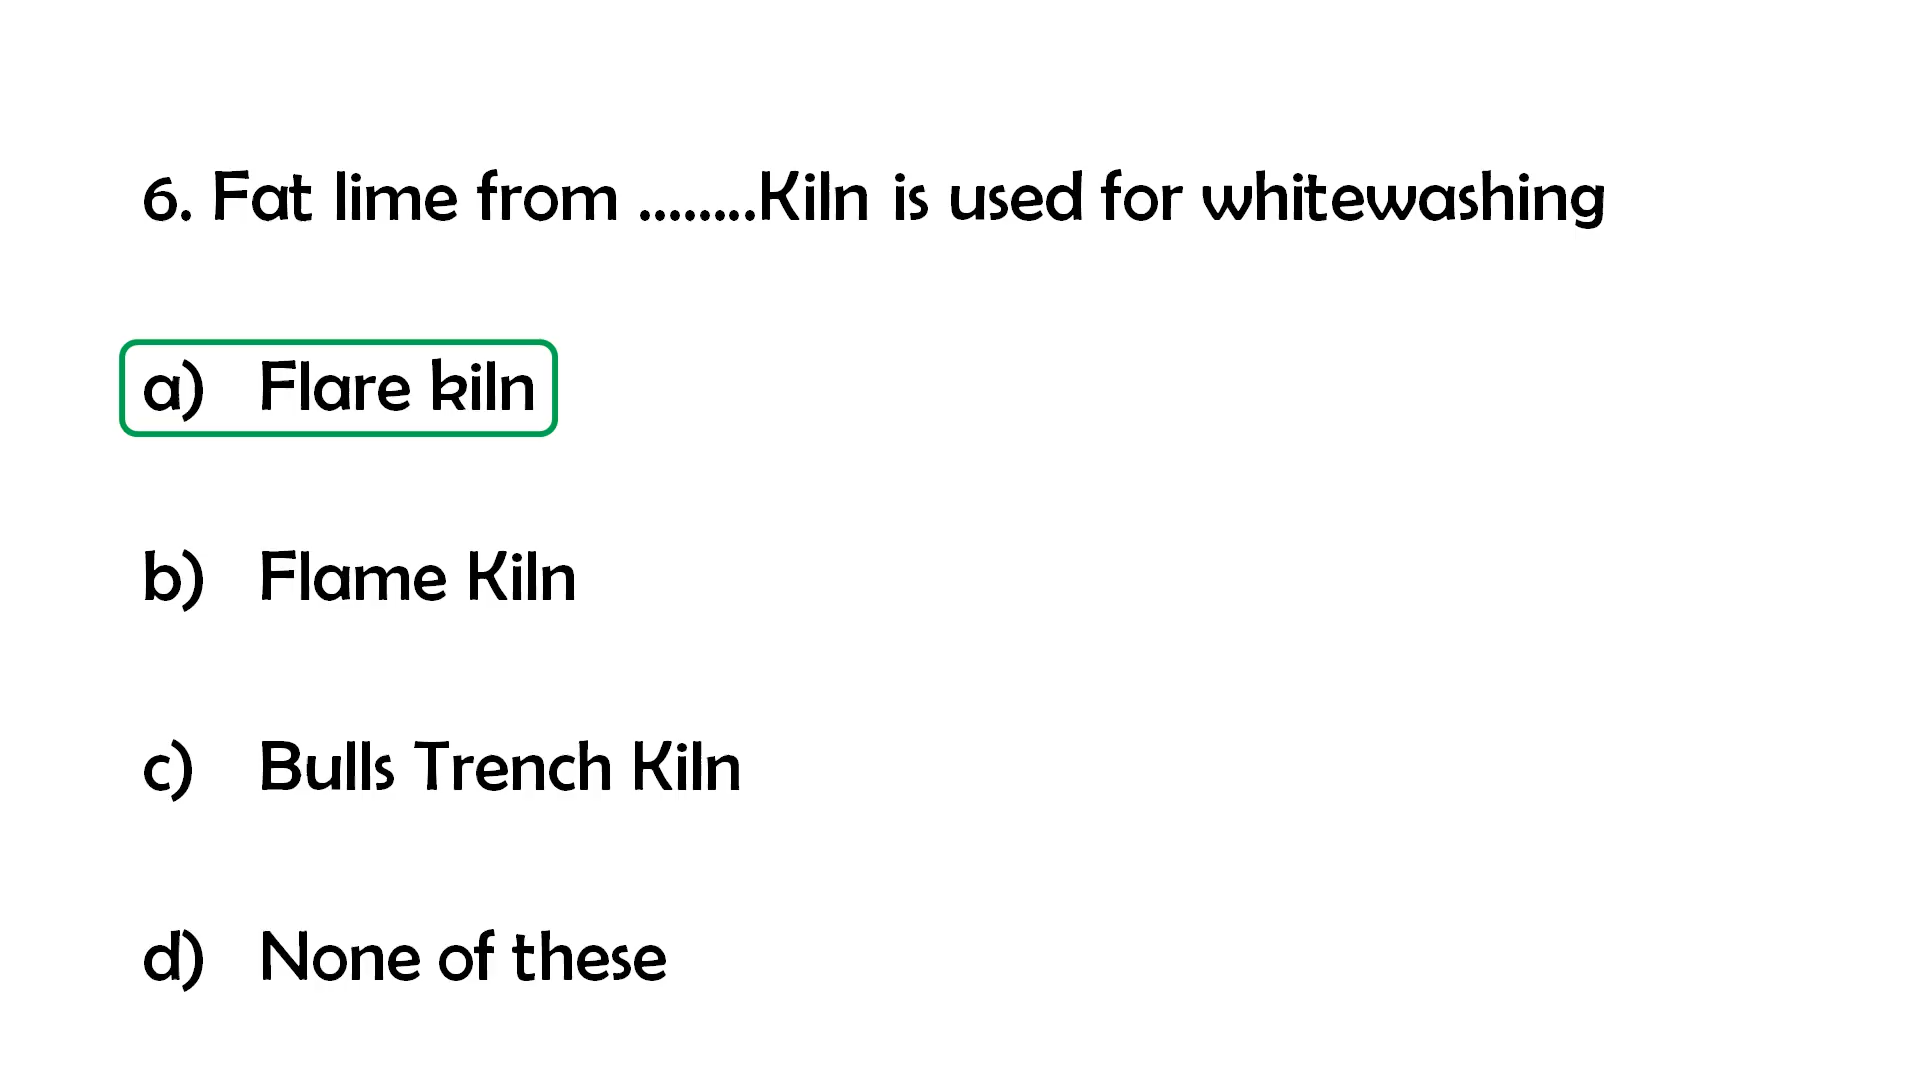 6. Fat lime from ........Kiln is used for whitewashing
a) Flare kiln
b) Flame Kiln
c) Bulls Trench Kiln
d) None of these